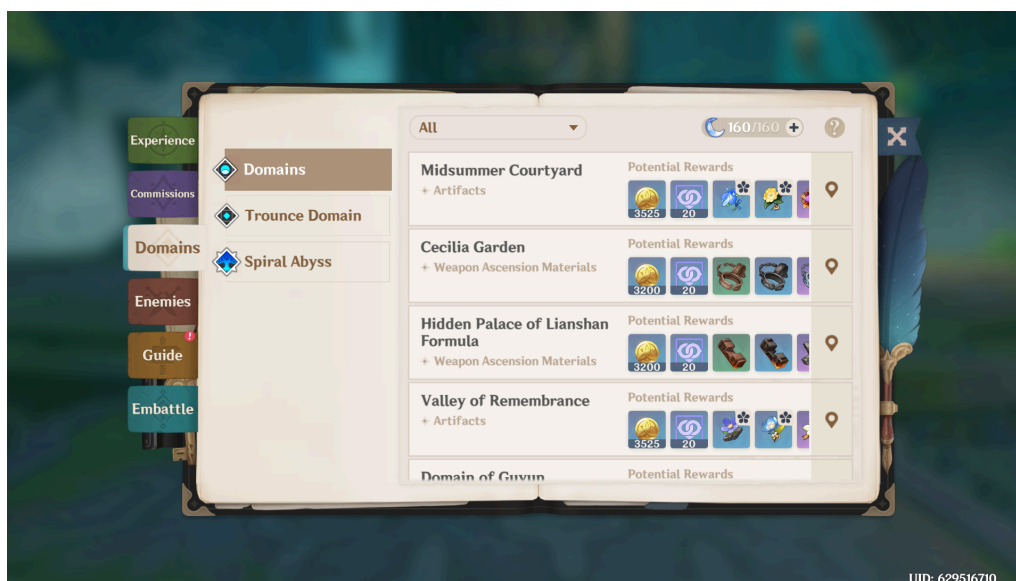 Experience
Commissions
Domains
Enemies
Guide
Embattle
Domains
Trounce Domain
Spiral Abyss
All
160/160
Midsummer Courtyard
Artifacts
Potential Rewards
3525
20
Cecilia Garden
Weapon Ascension Materials
Potential Rewards
3200
20
Hidden Palace of Lianshan
Formula
Weapon Ascension Materials
Potential Rewards
3200
20
Valley of Remembrance
Artifacts
Potential Rewards
3525
20
Domain of Guyun
Potential Rewards
UID: 629516710